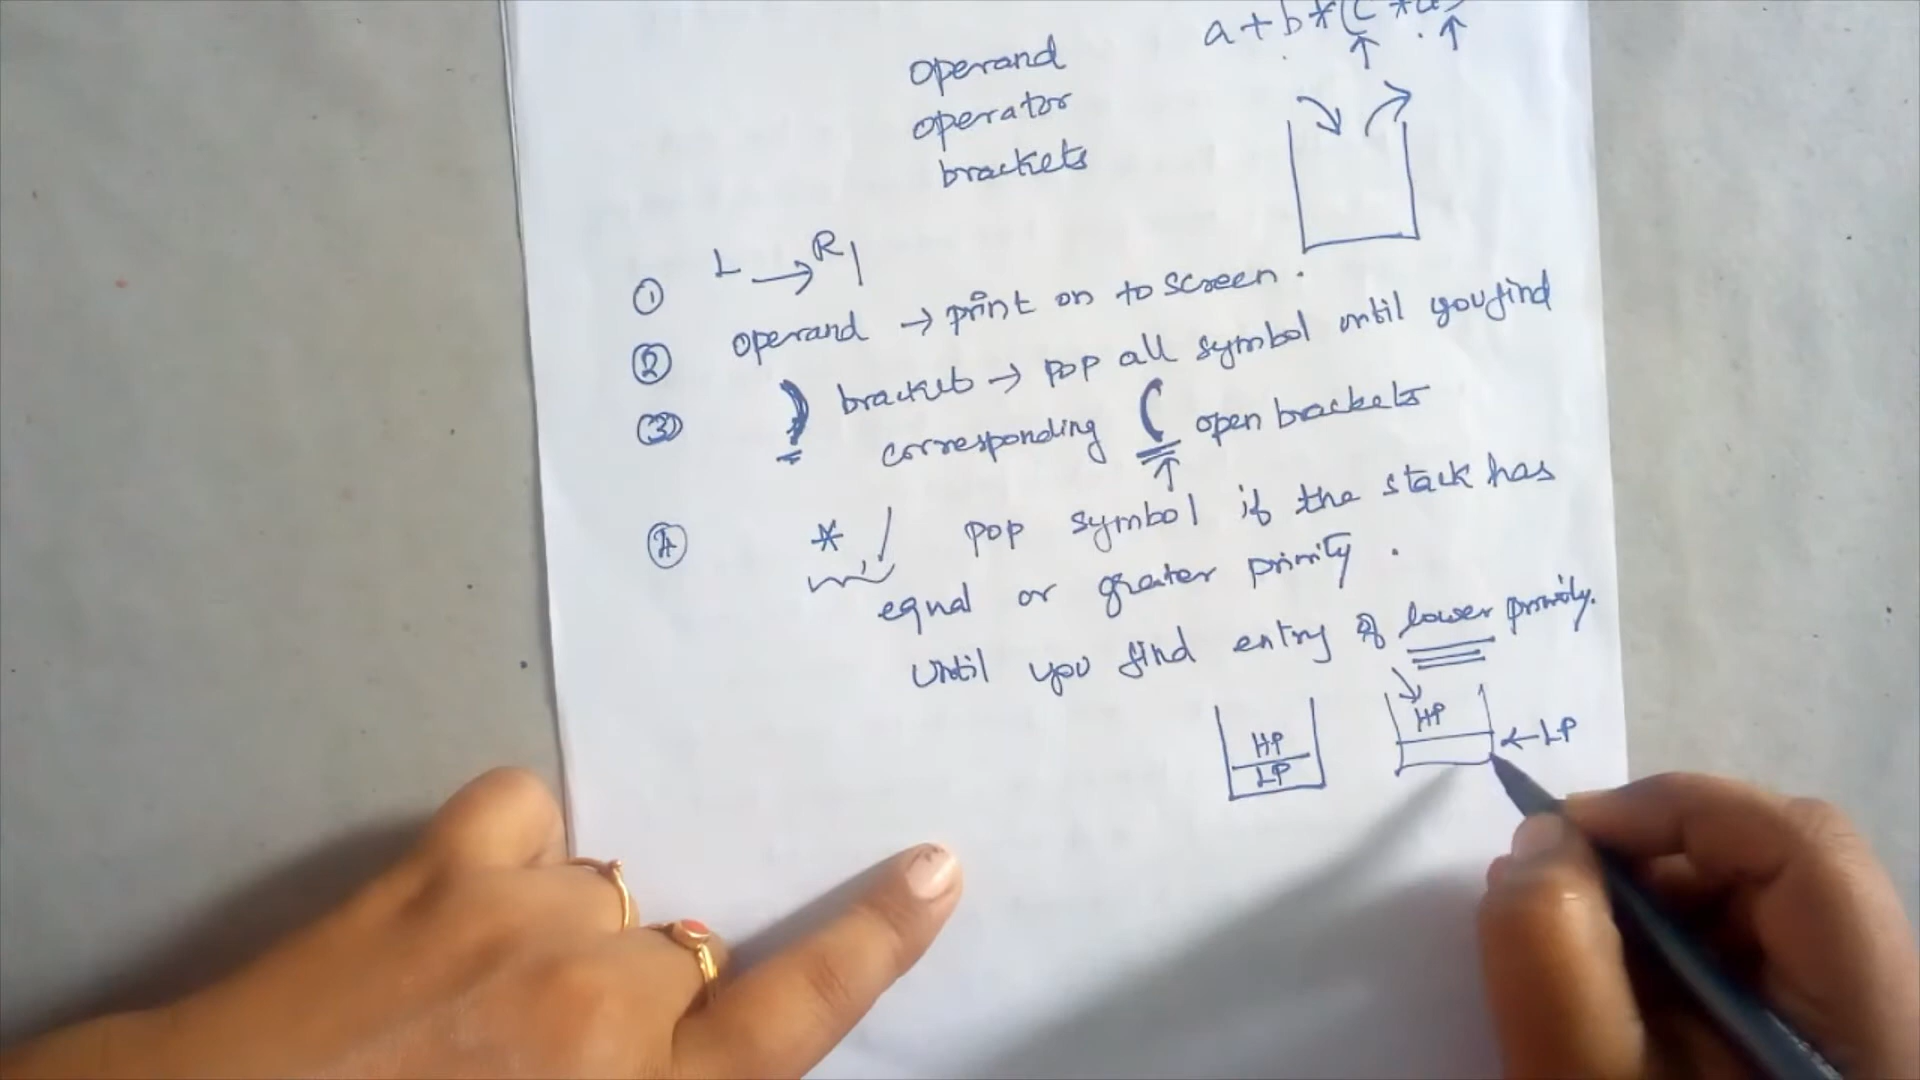 a+b*(c*d)
operand
operator
brackets
① L → R
② operand → print on to screen.
③ ) bracket → pop all symbol until you find
corresponding ( open brackets
④ * / pop symbol if the stack has
equal or greater priority.
Until you find entry of lower priority.
HP
LP
HP
←LP